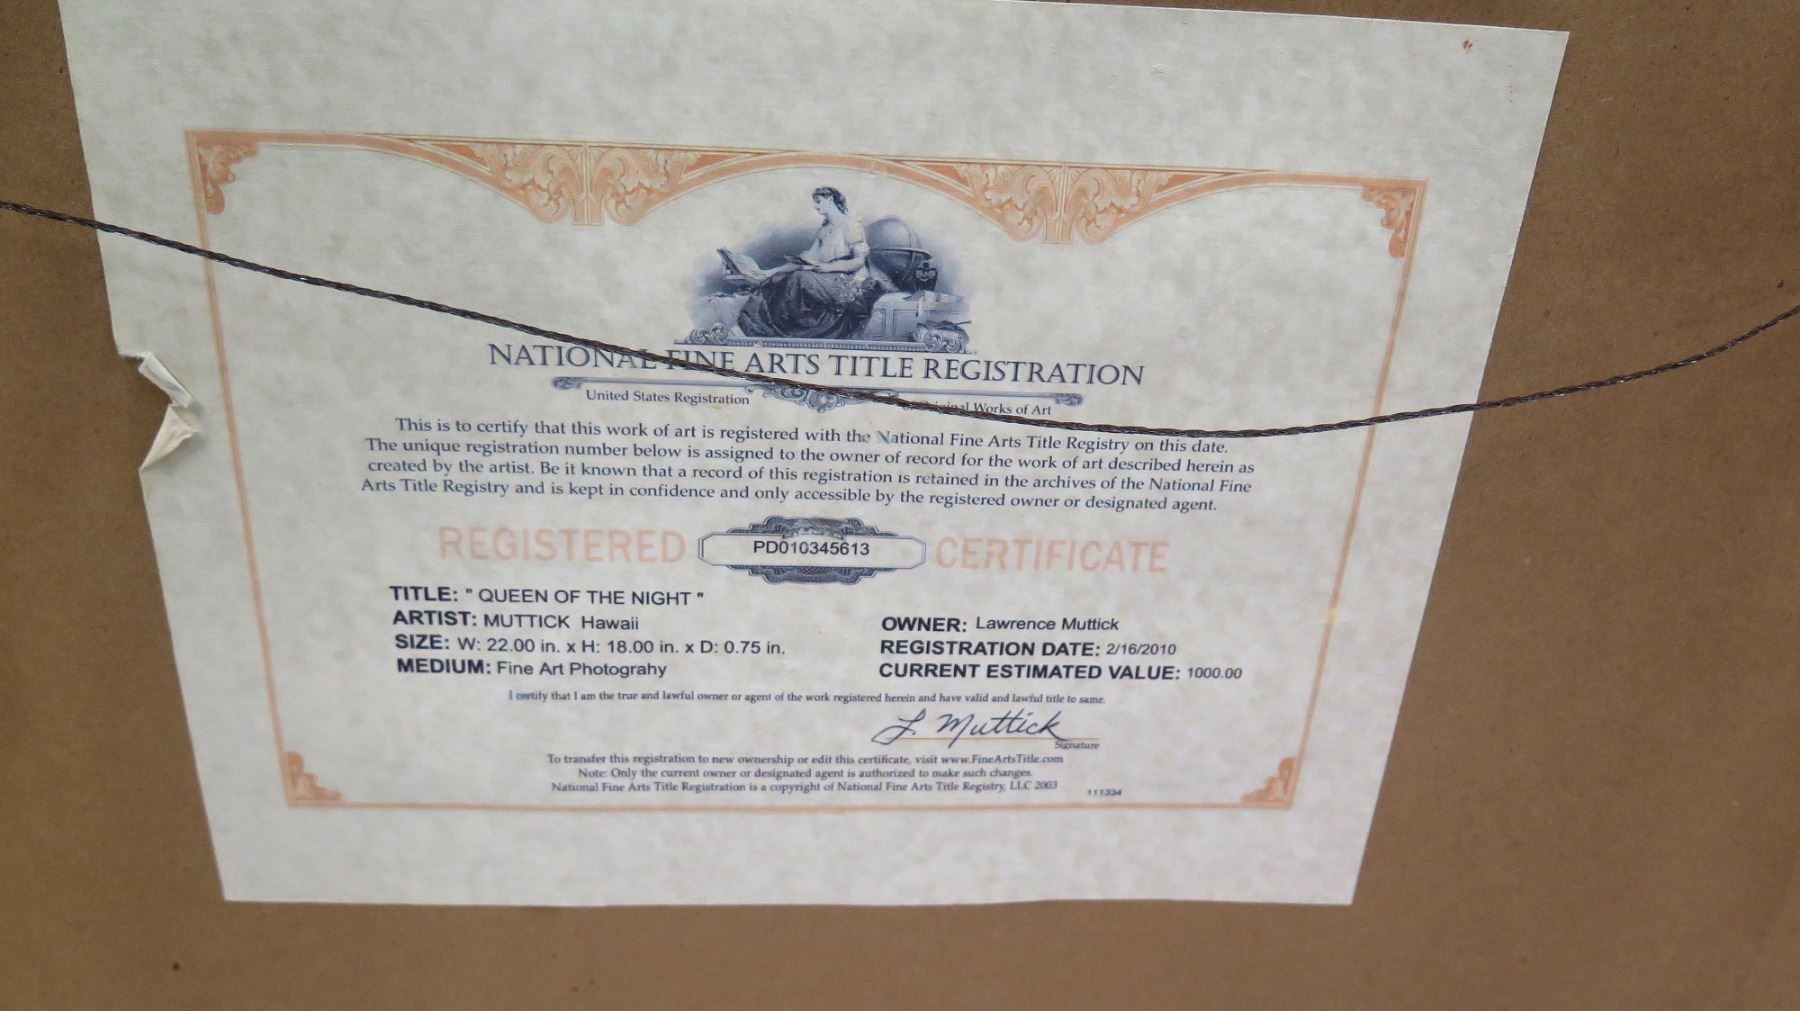 NATIONAL FINE ARTS TITLE REGISTRATION
United States Registration Original Works of Art
This is to certify that this work of art is registered with the National Fine Arts Title Registry on this date.
The unique registration number below is assigned to the owner of record for the work of art described herein as
created by the artist. Be it known that a record of this registration is retained in the archives of the National Fine
Arts Title Registry and is kept in confidence and only accessible by the registered owner or designated agent.
REGISTERED PD010345613 CERTIFICATE
TITLE: " QUEEN OF THE NIGHT "
ARTIST: MUTTICK Hawaii OWNER: Lawrence Muttick
SIZE: W: 22.00 in. x H: 18.00 in. x D: 0.75 in. REGISTRATION DATE: 2/16/2010
MEDIUM: Fine Art Photograhy CURRENT ESTIMATED VALUE: 1000.00
I certify that I am the true and lawful owner or agent of the work registered herein and have valid and lawful title to same.
L. Muttick
Signature
To transfer this registration to new ownership or edit this certificate, visit www.FineArtsTitle.com
Note: Only the current owner or designated agent is authorized to make such changes.
National Fine Arts Title Registration is a copyright of National Fine Arts Title Registry, LLC 2003 111334